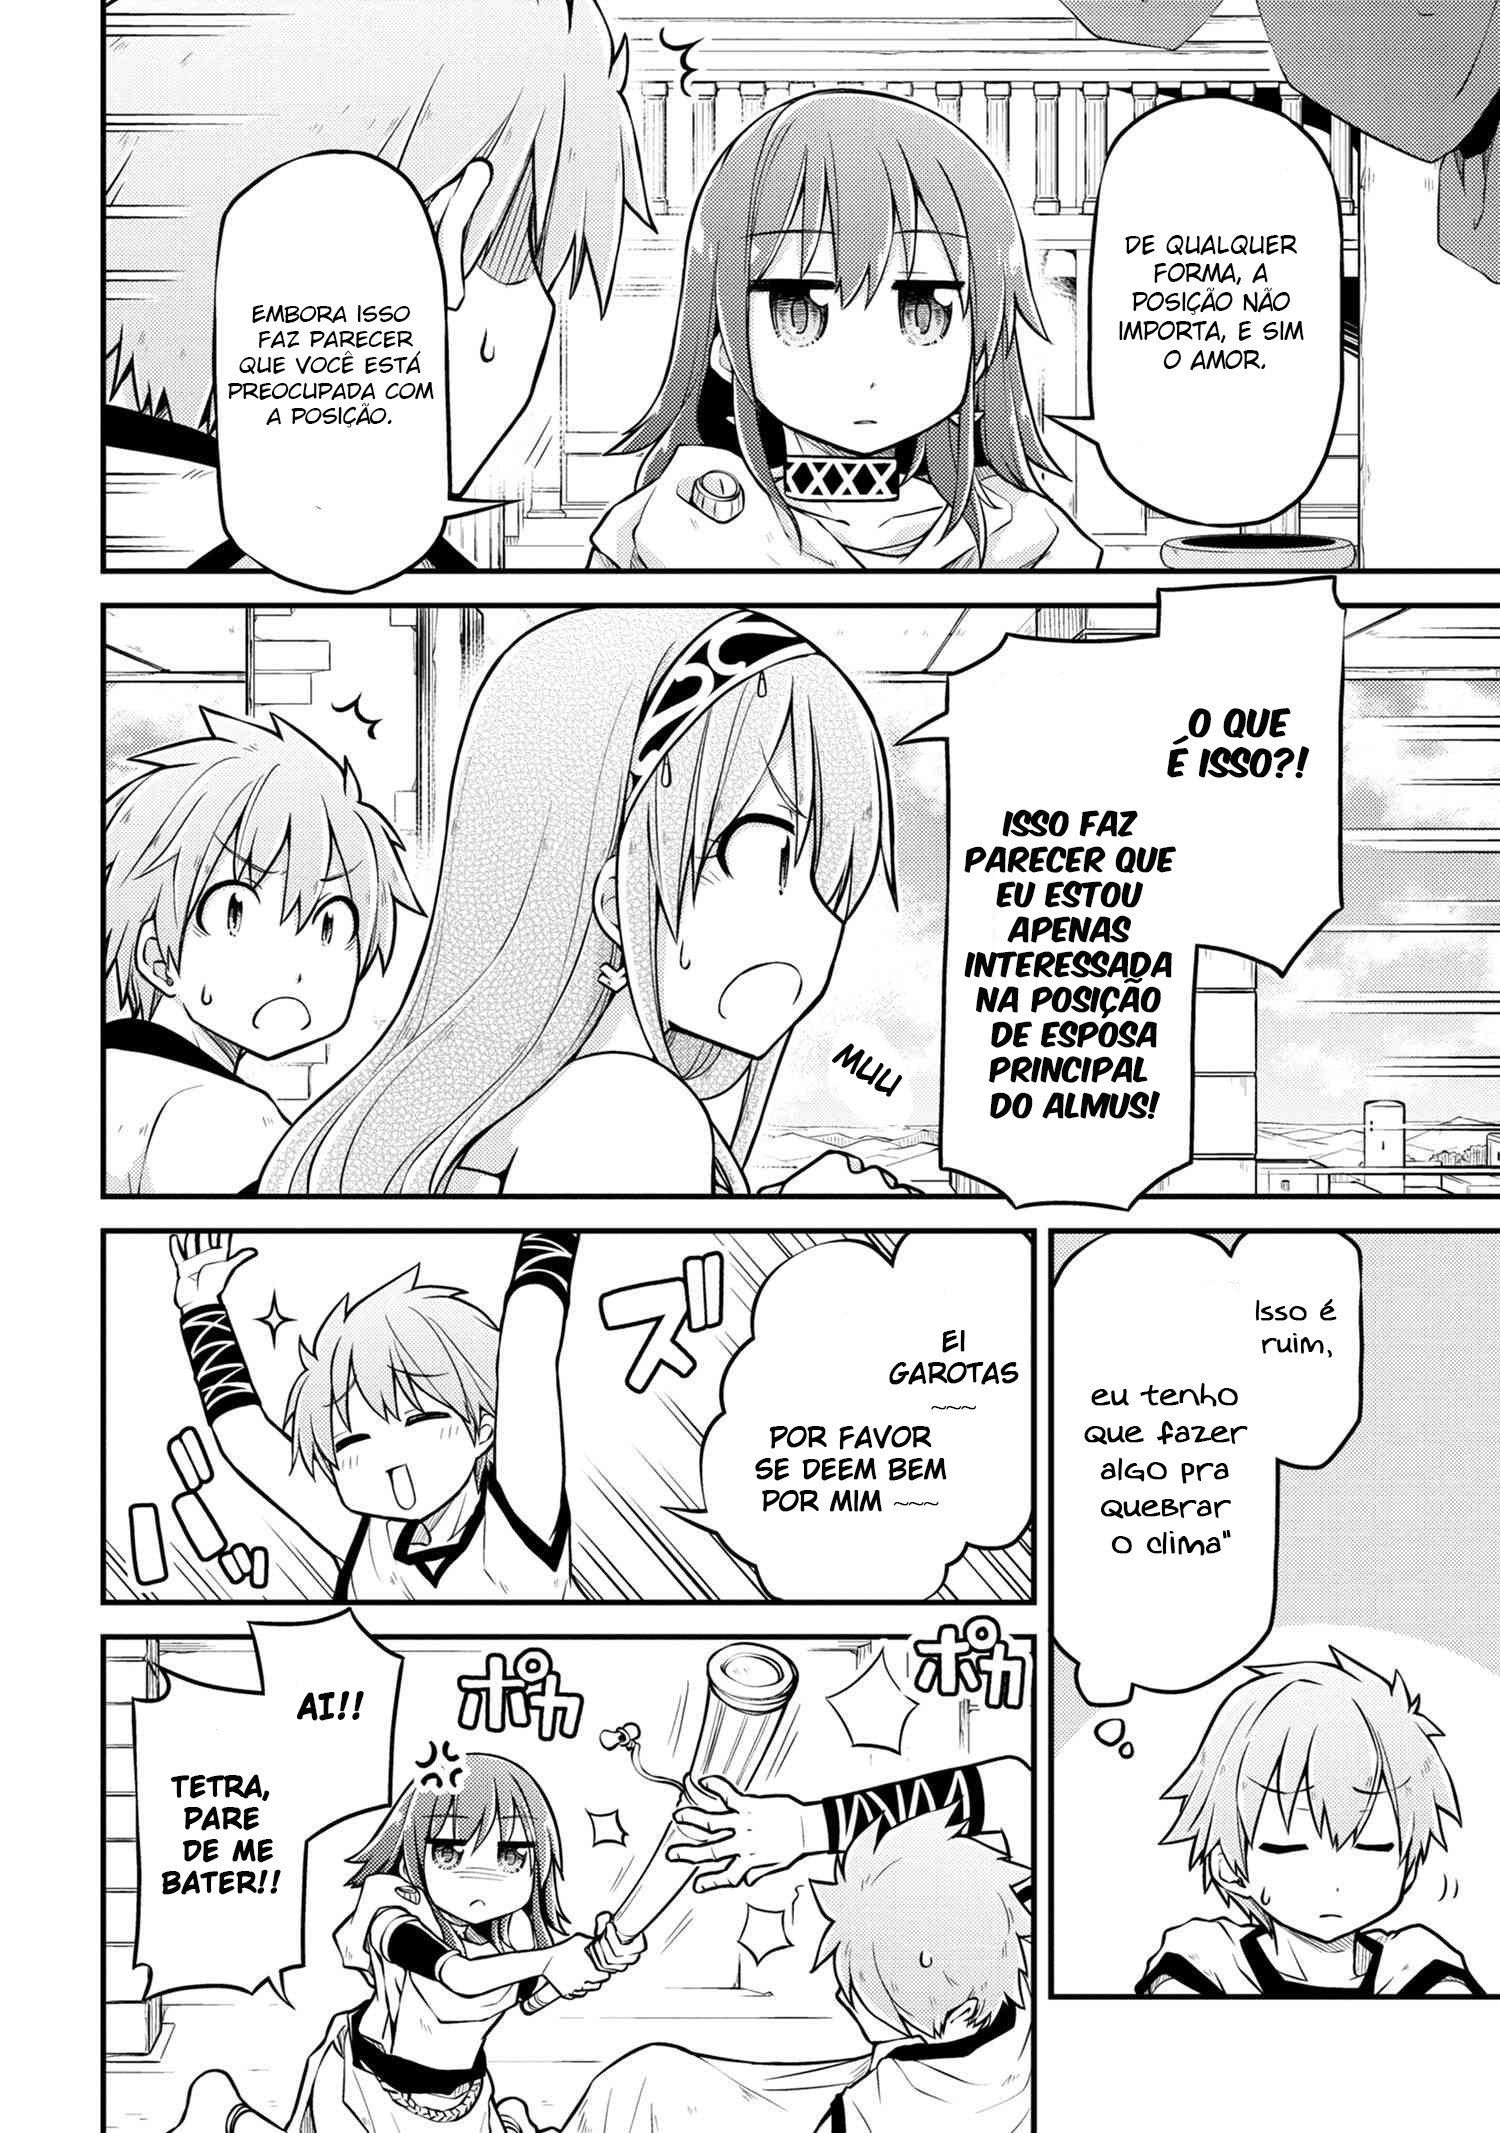 DE QUALQUER
FORMA, A
POSIÇÃO NÃO
IMPORTA, E SIM
O AMOR.
EMBORA ISSO
FAZ PARECER
QUE VOCÊ ESTÁ
PREOCUPADA COM
A POSIÇÃO.
O QUE
É ISSO?!
ISSO FAZ
PARECER QUE
EU ESTOU
APENAS
INTERESSADA
NA POSIÇÃO
DE ESPOSA
PRINCIPAL
DO ALMUS!
MUU
Isso é
ruim,
eu tenho
que fazer
algo pra
quebrar
o clima"
EI
GAROTAS
~~~
POR FAVOR
SE DEEM BEM
POR MIM ~~~
ズズ
バババ
ポカ
ポカ
AI!!
TETRA,
PARE
DE ME
BATER!!